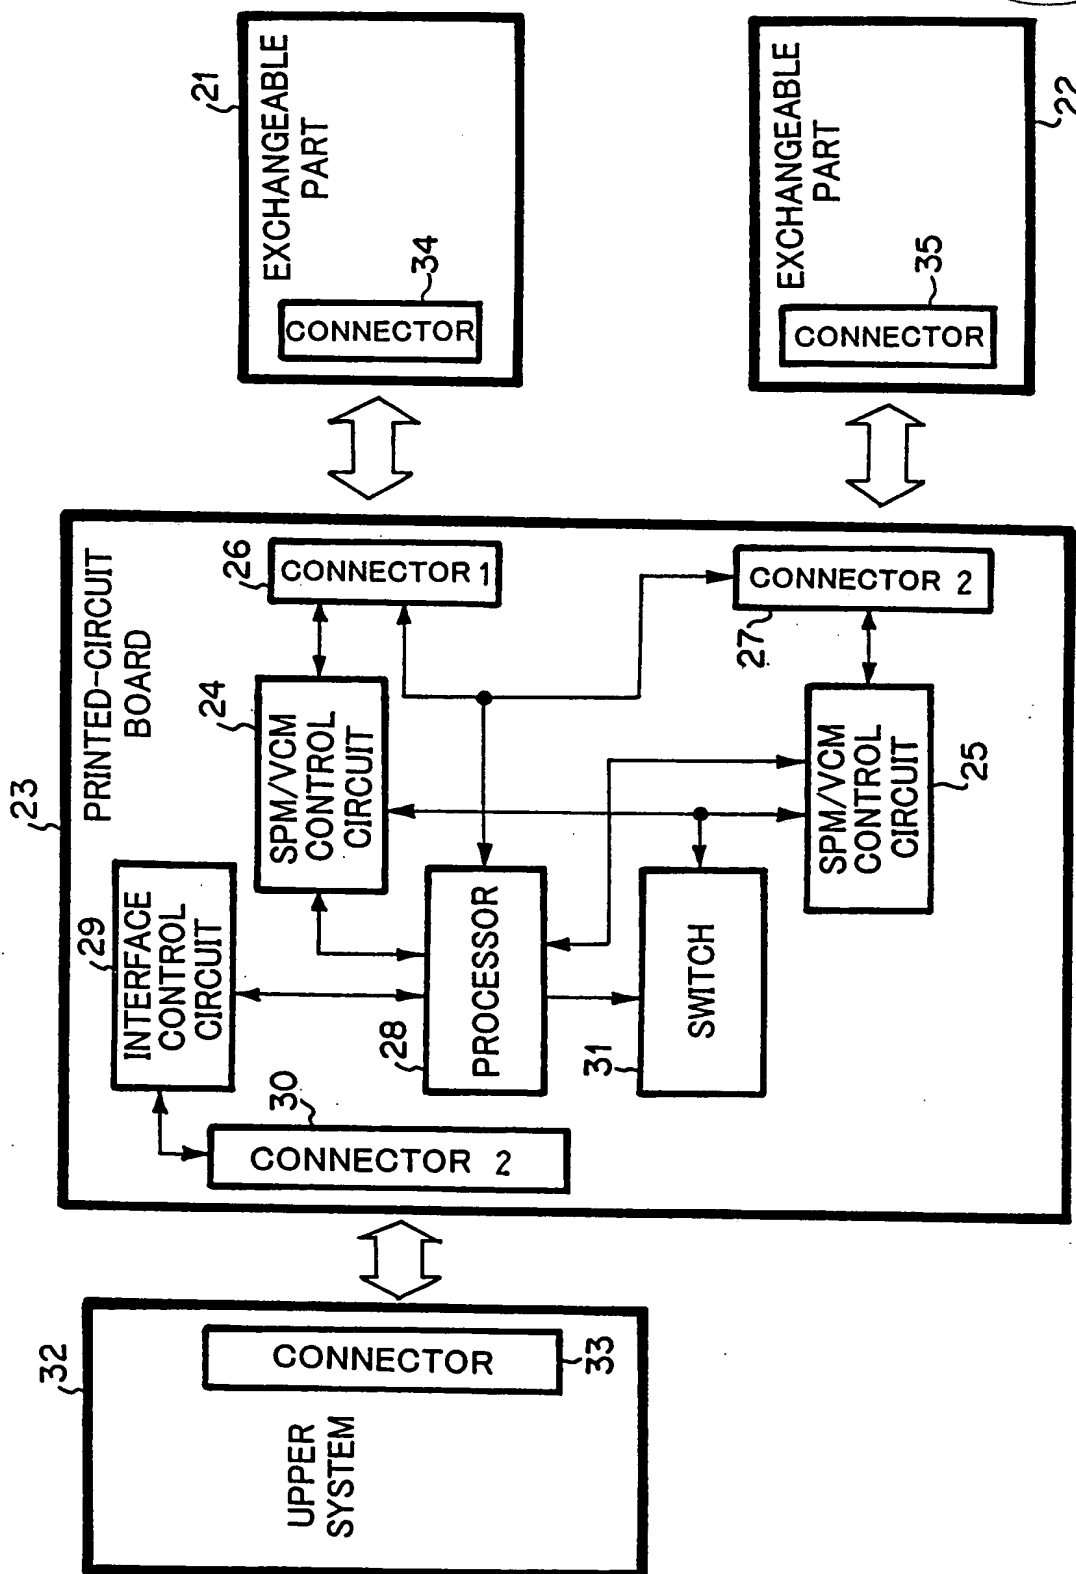 21
EXCHANGEABLE
PART
34
CONNECTOR
22
EXCHANGEABLE
PART
35
CONNECTOR
23
PRINTED-CIRCUIT
BOARD
26
CONNECTOR 1
27
CONNECTOR 2
24
SPM/VCM
CONTROL
CIRCUIT
25
SPM/VCM
CONTROL
CIRCUIT
29
INTERFACE
CONTROL
CIRCUIT
28
PROCESSOR
31
SWITCH
30
CONNECTOR 2
32
UPPER
SYSTEM
33
CONNECTOR